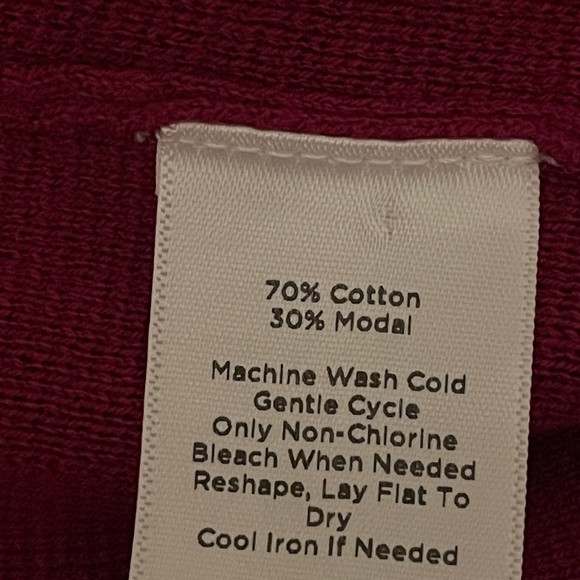 70% Cotton
30% Modal
Machine Wash Cold
Gentle Cycle
Only Non-Chlorine
Bleach When Needed
Reshape, Lay Flat To
Dry
Cool Iron If Needed